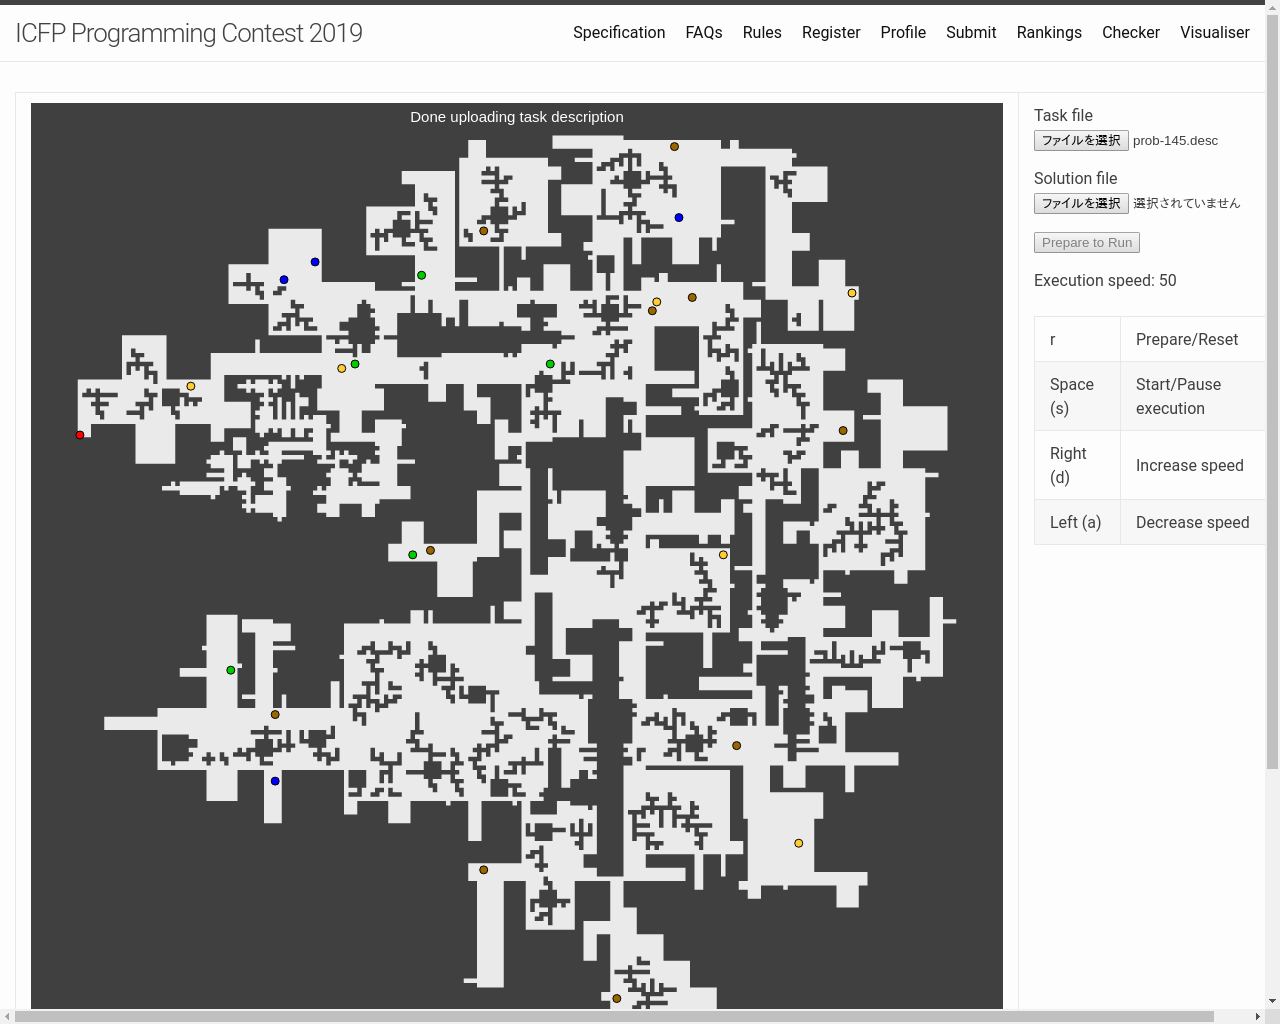 ICFP Programming Contest 2019
Specification FAQs Rules Register Profile Submit Rankings Checker Visualiser
Done uploading task description
Task file
ファイルを選択 prob-145.desc
Solution file
ファイルを選択 選択されていません
Prepare to Run
Execution speed: 50
r Prepare/Reset
Space (s) Start/Pause execution
Right (d) Increase speed
Left (a) Decrease speed